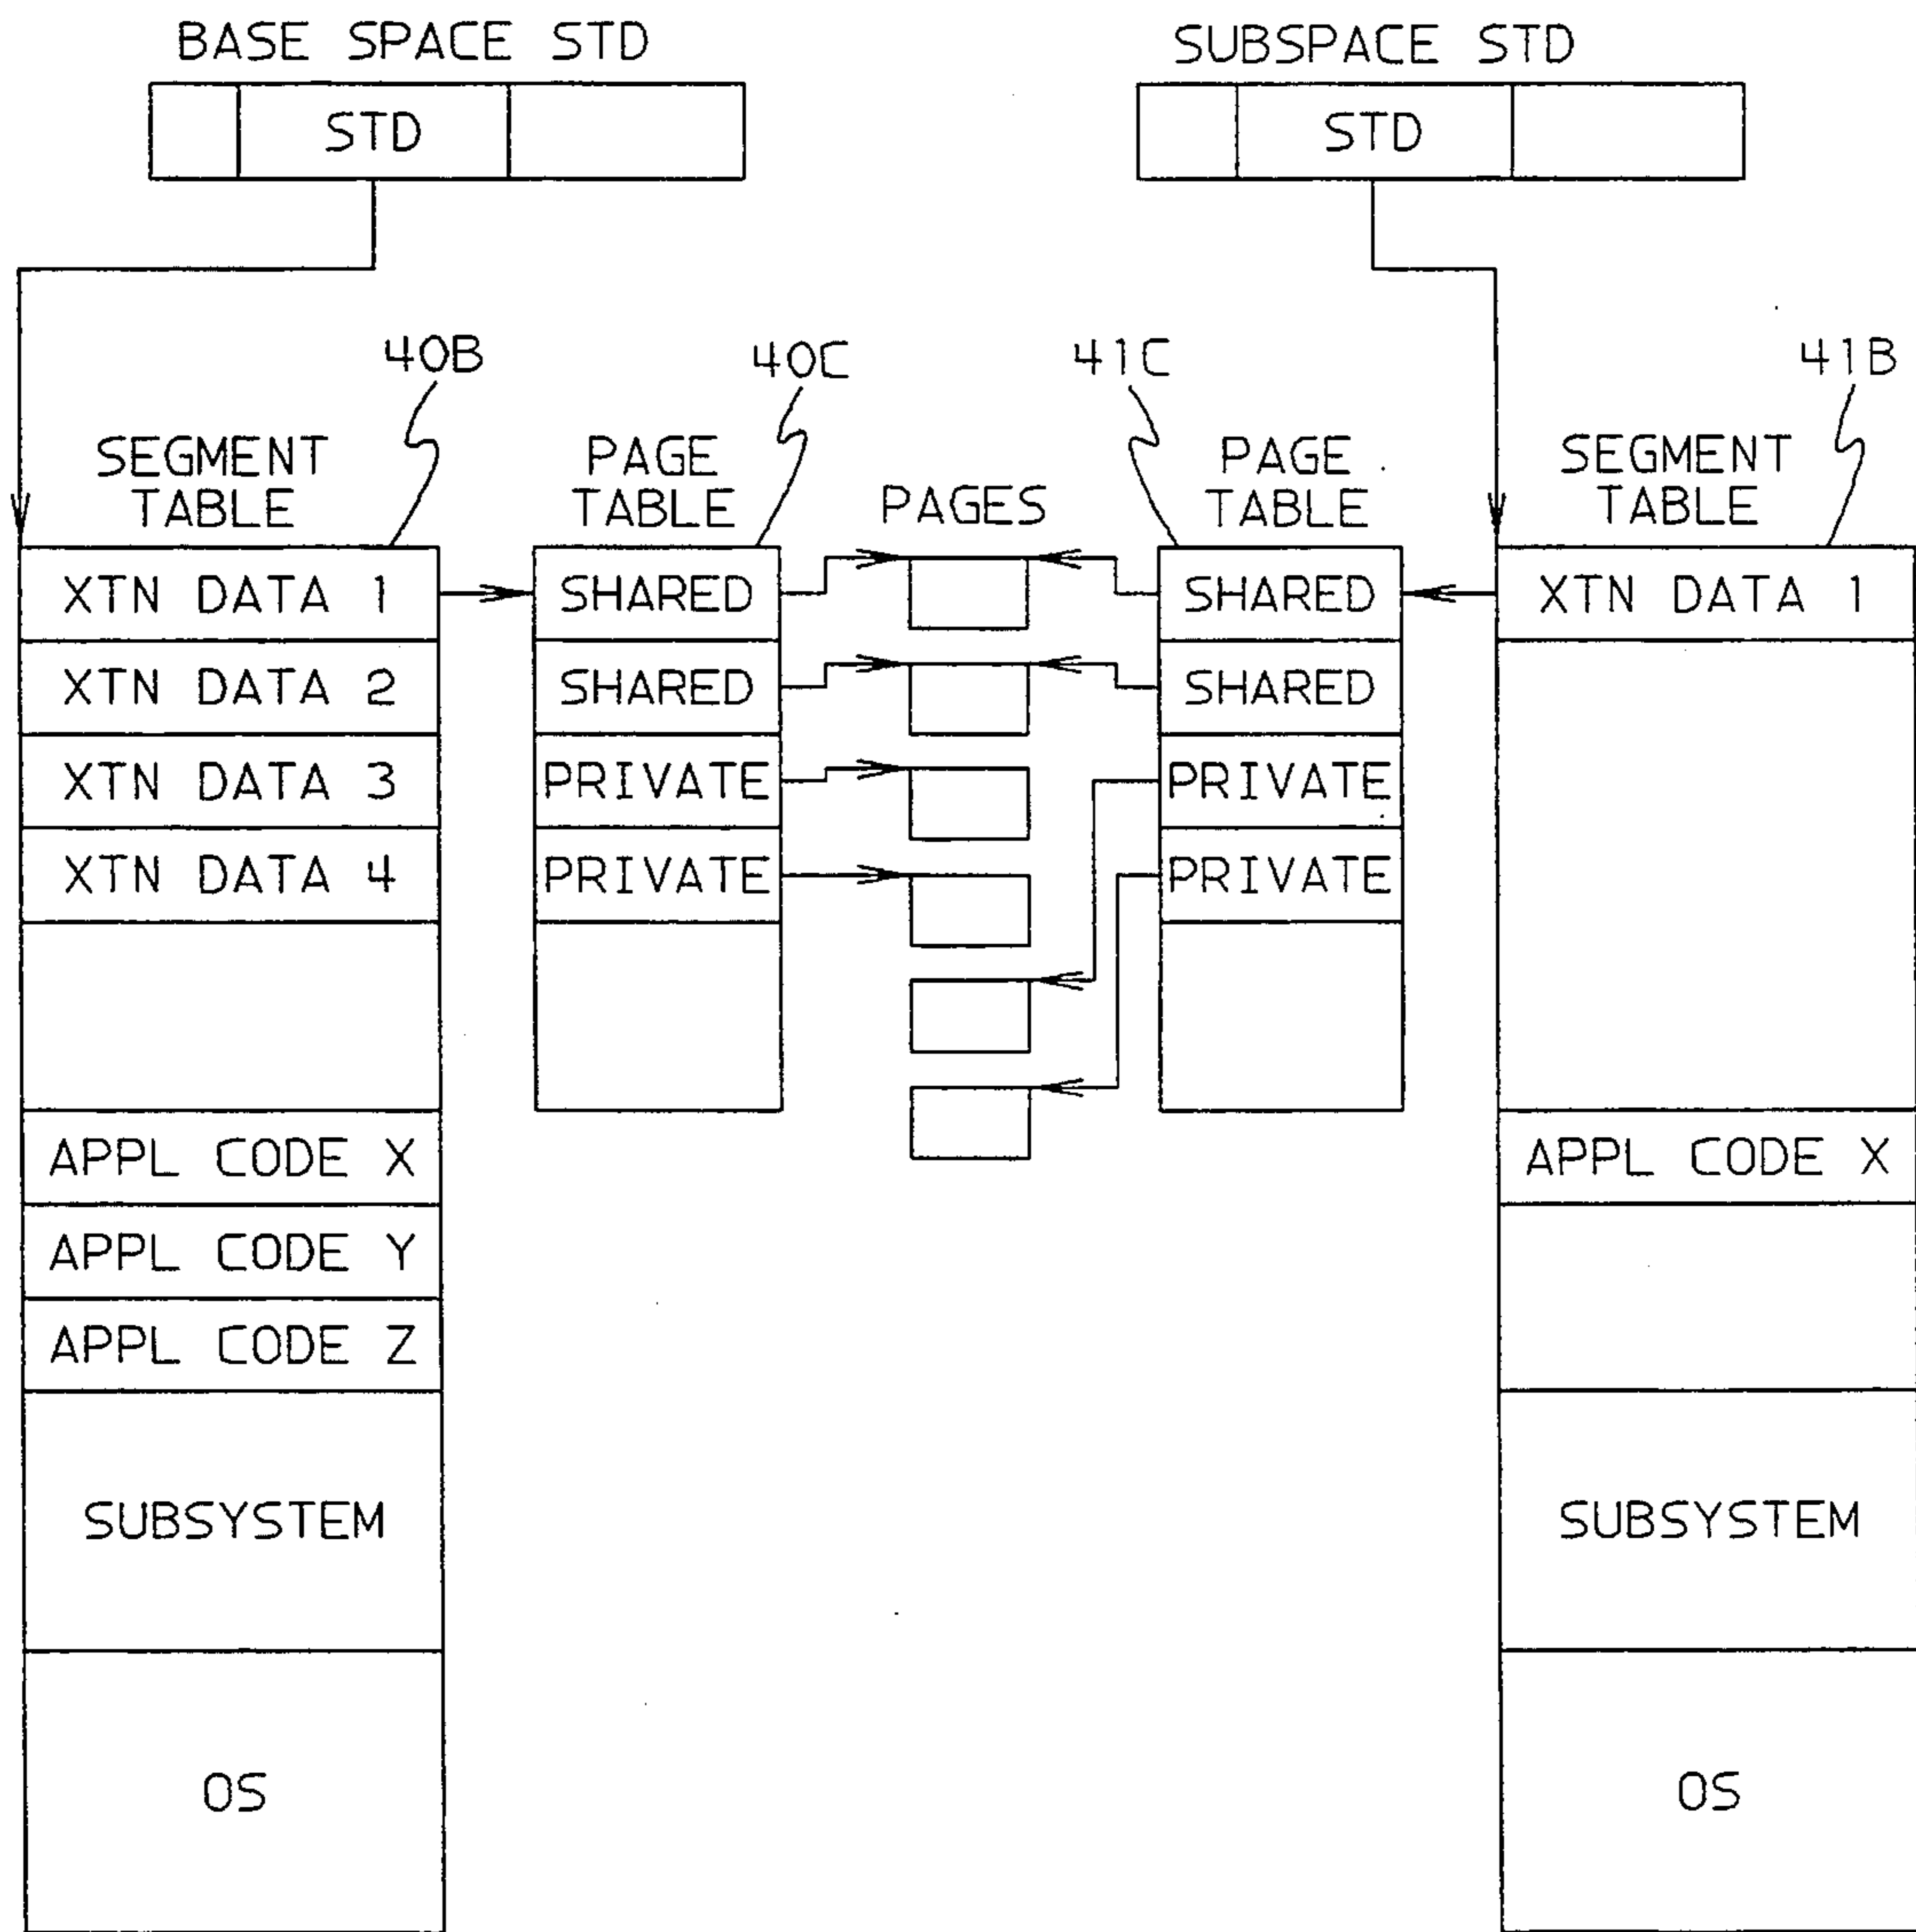 BASE SPACE STD
SUBSPACE STD
STD
STD
40B
40C
41C
41B
SEGMENT
TABLE
PAGE
TABLE
PAGES
PAGE
TABLE
SEGMENT
TABLE
XTN DATA 1
SHARED
SHARED
XTN DATA 1
XTN DATA 2
SHARED
SHARED
XTN DATA 3
PRIVATE
PRIVATE
XTN DATA 4
PRIVATE
PRIVATE
APPL CODE X
APPL CODE X
APPL CODE Y
APPL CODE Z
SUBSYSTEM
SUBSYSTEM
OS
OS